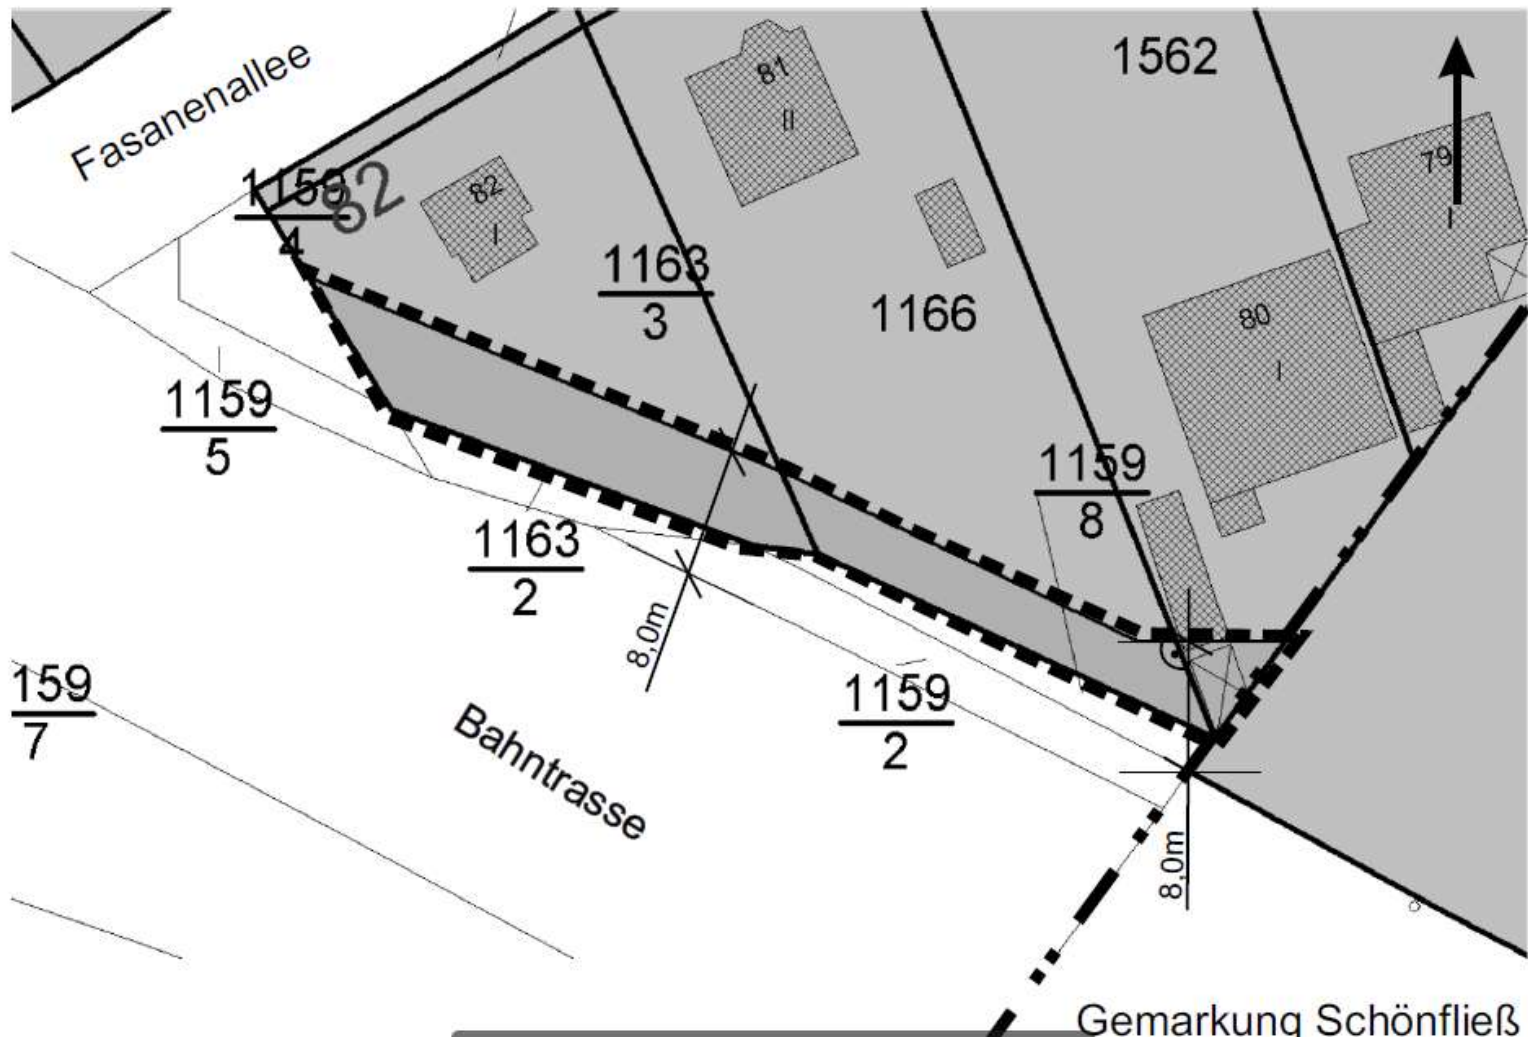 Fasanenallee
1159
4
82
82
I
81
II
1562
79
I
1163
3
1166
80
I
1159
5
1159
8
1163
2
8,0m
159
7
1159
2
Bahntrasse
8,0m
Gemarkung Schönfließ